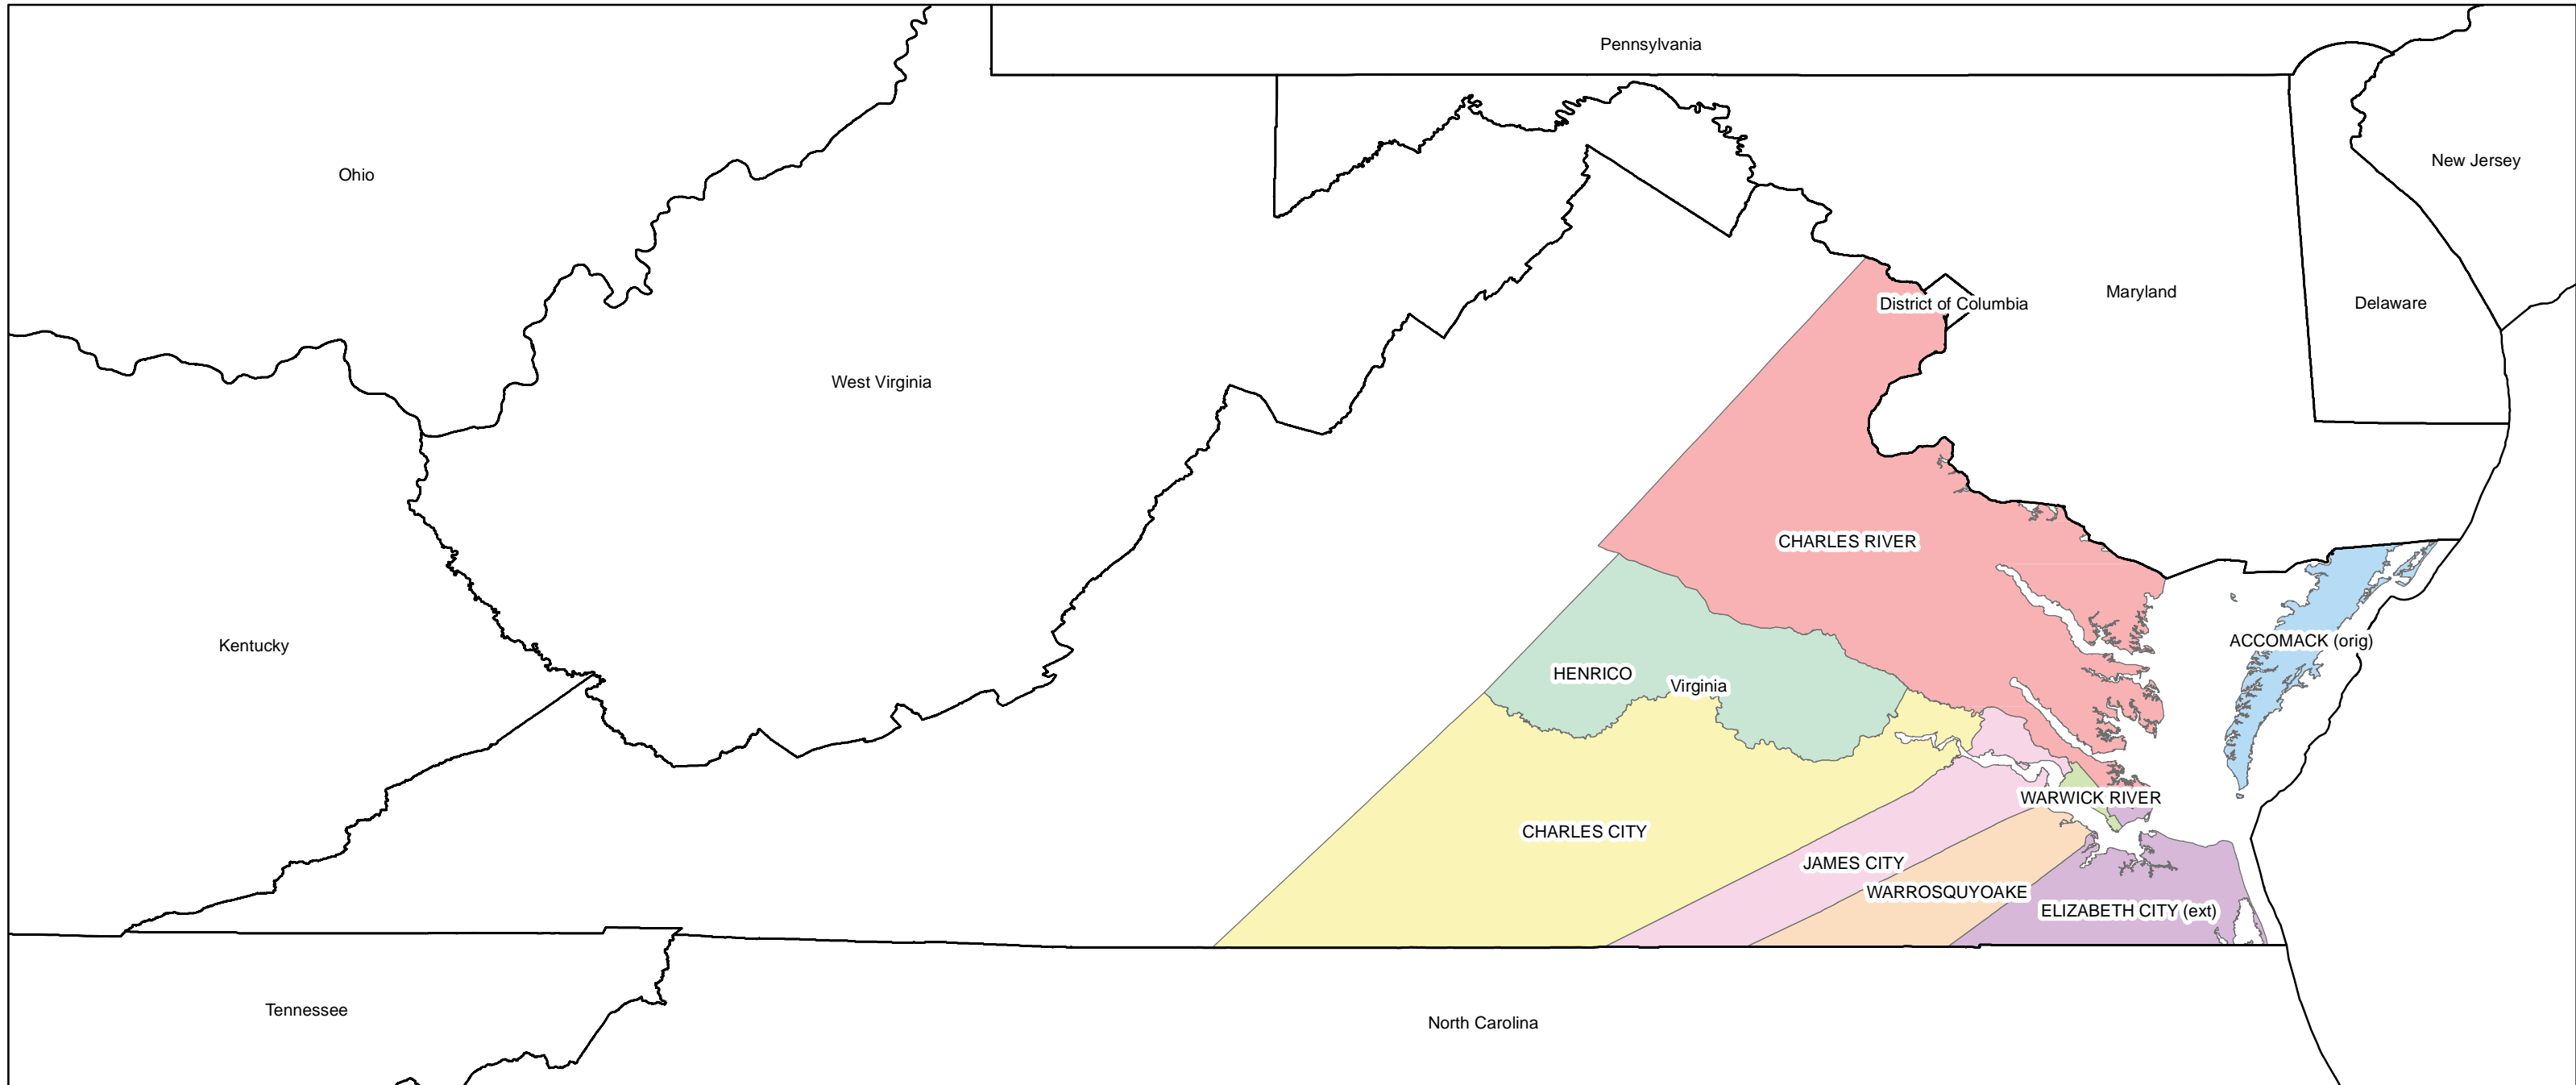 Pennsylvania
New Jersey
Ohio
Maryland
District of Columbia
Delaware
West Virginia
CHARLES RIVER
ACCOMACK (orig)
Kentucky
HENRICO
Virginia
WARWICK RIVER
CHARLES CITY
JAMES CITY
WARROSQUYOAKE
ELIZABETH CITY (ext)
Tennessee
North Carolina